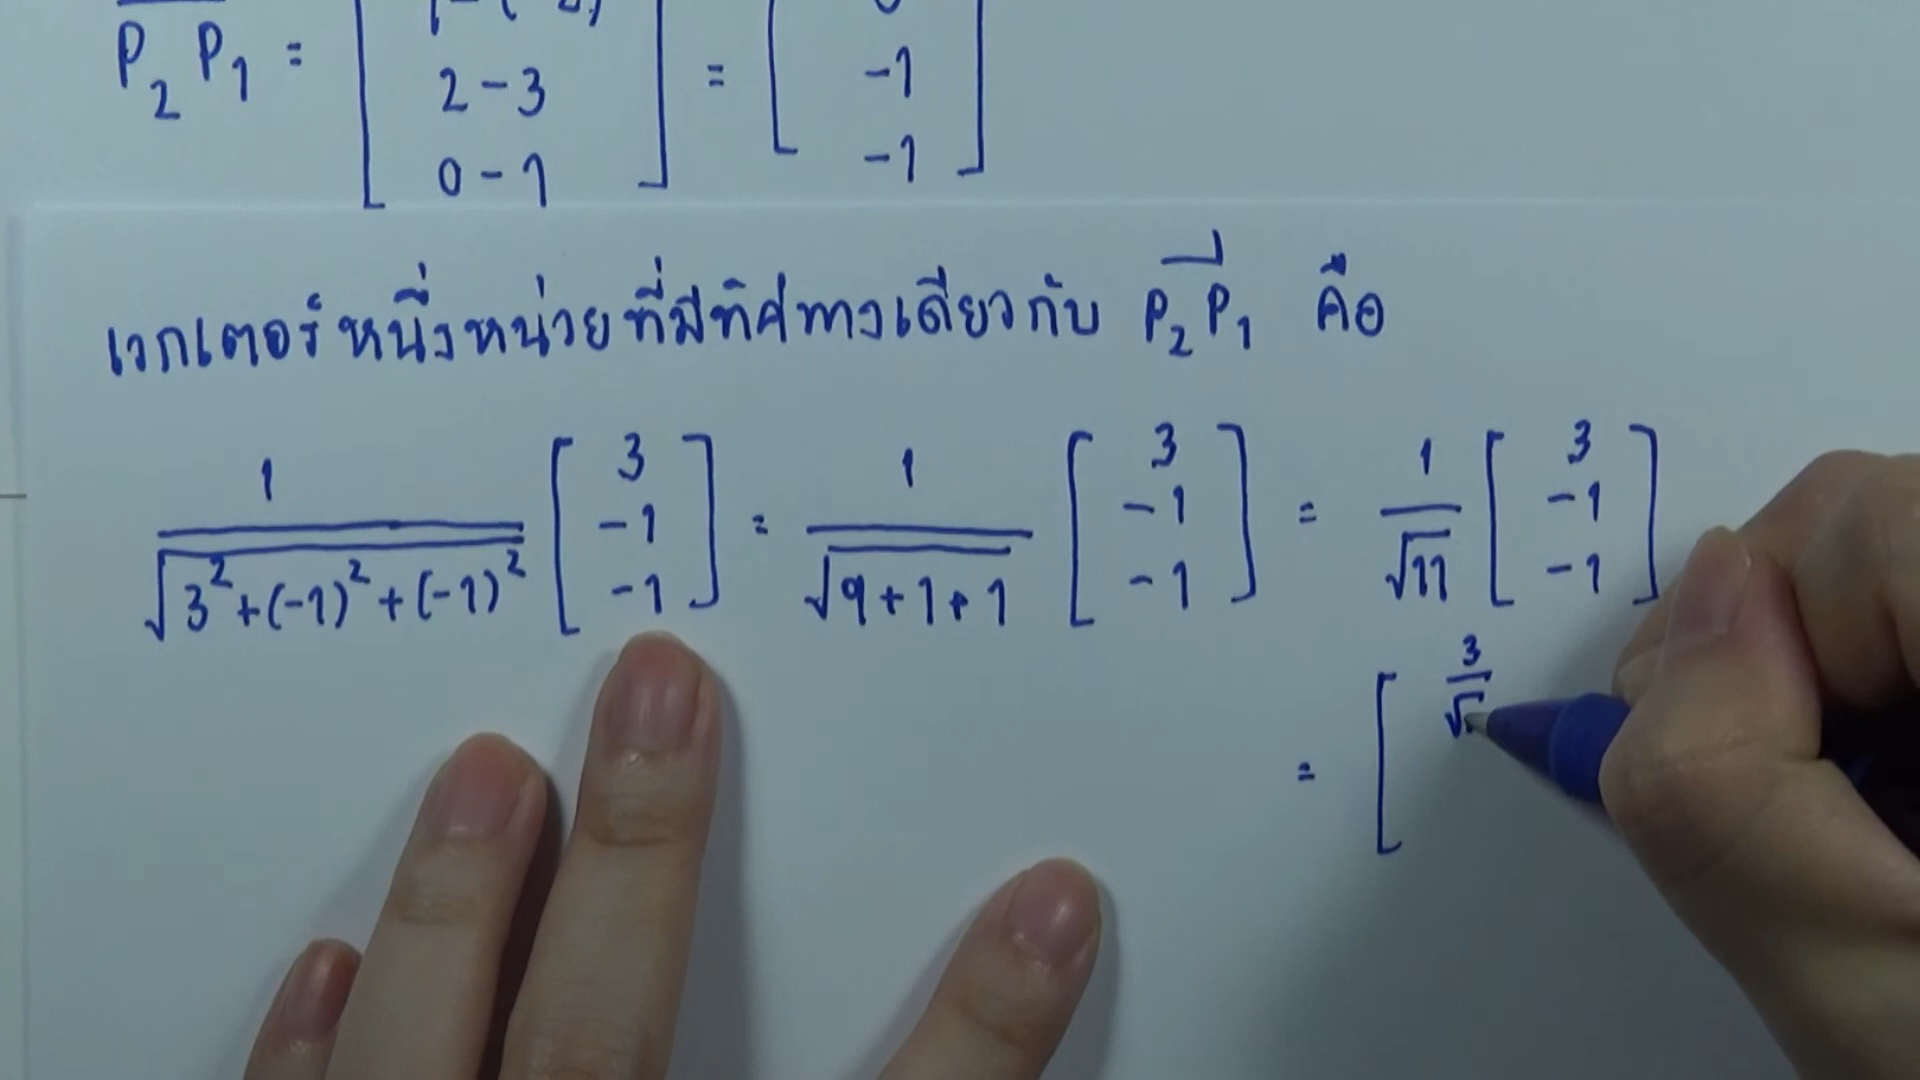 P₂P₁ = [ 2 - 3 ] = [ -1 ]
[ 0 - 1 ] [ -1 ]
เวกเตอร์หนึ่งหน่วยที่มีทิศทางเดียวกับ P₂P₁ คือ
1/√(3² + (-1)² + (-1)²) [ 3 -1 -1 ] = 1/√(9 + 1 + 1) [ 3 -1 -1 ] = 1/√11 [ 3 -1 -1 ]
= [ 3/√